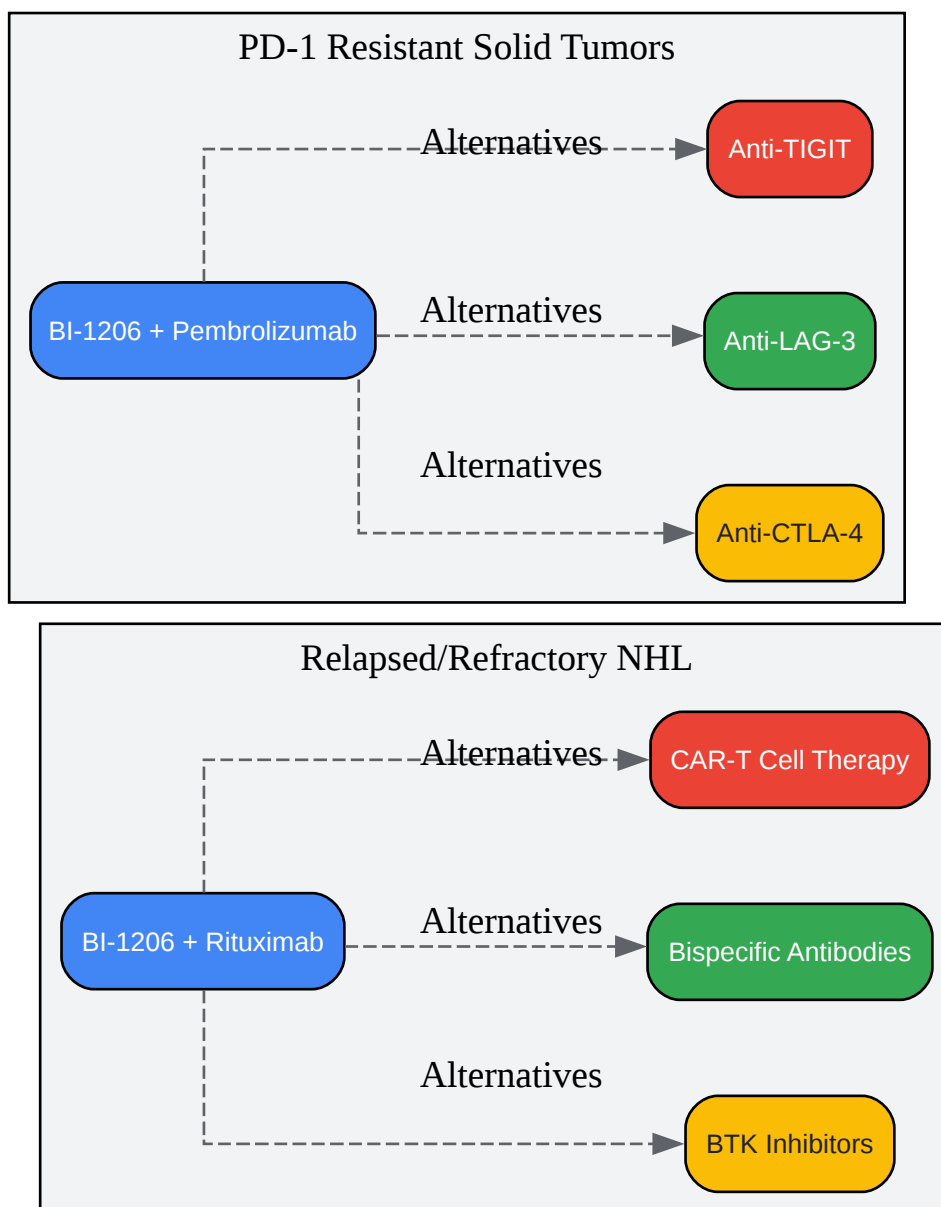 PD-1 Resistant Solid Tumors
Alternatives
Anti-TIGIT
BI-1206 + Pembrolizumab
Alternatives
Anti-LAG-3
Alternatives
Anti-CTLA-4
Relapsed/Refractory NHL
Alternatives
CAR-T Cell Therapy
BI-1206 + Rituximab
Alternatives
Bispecific Antibodies
Alternatives
BTK Inhibitors